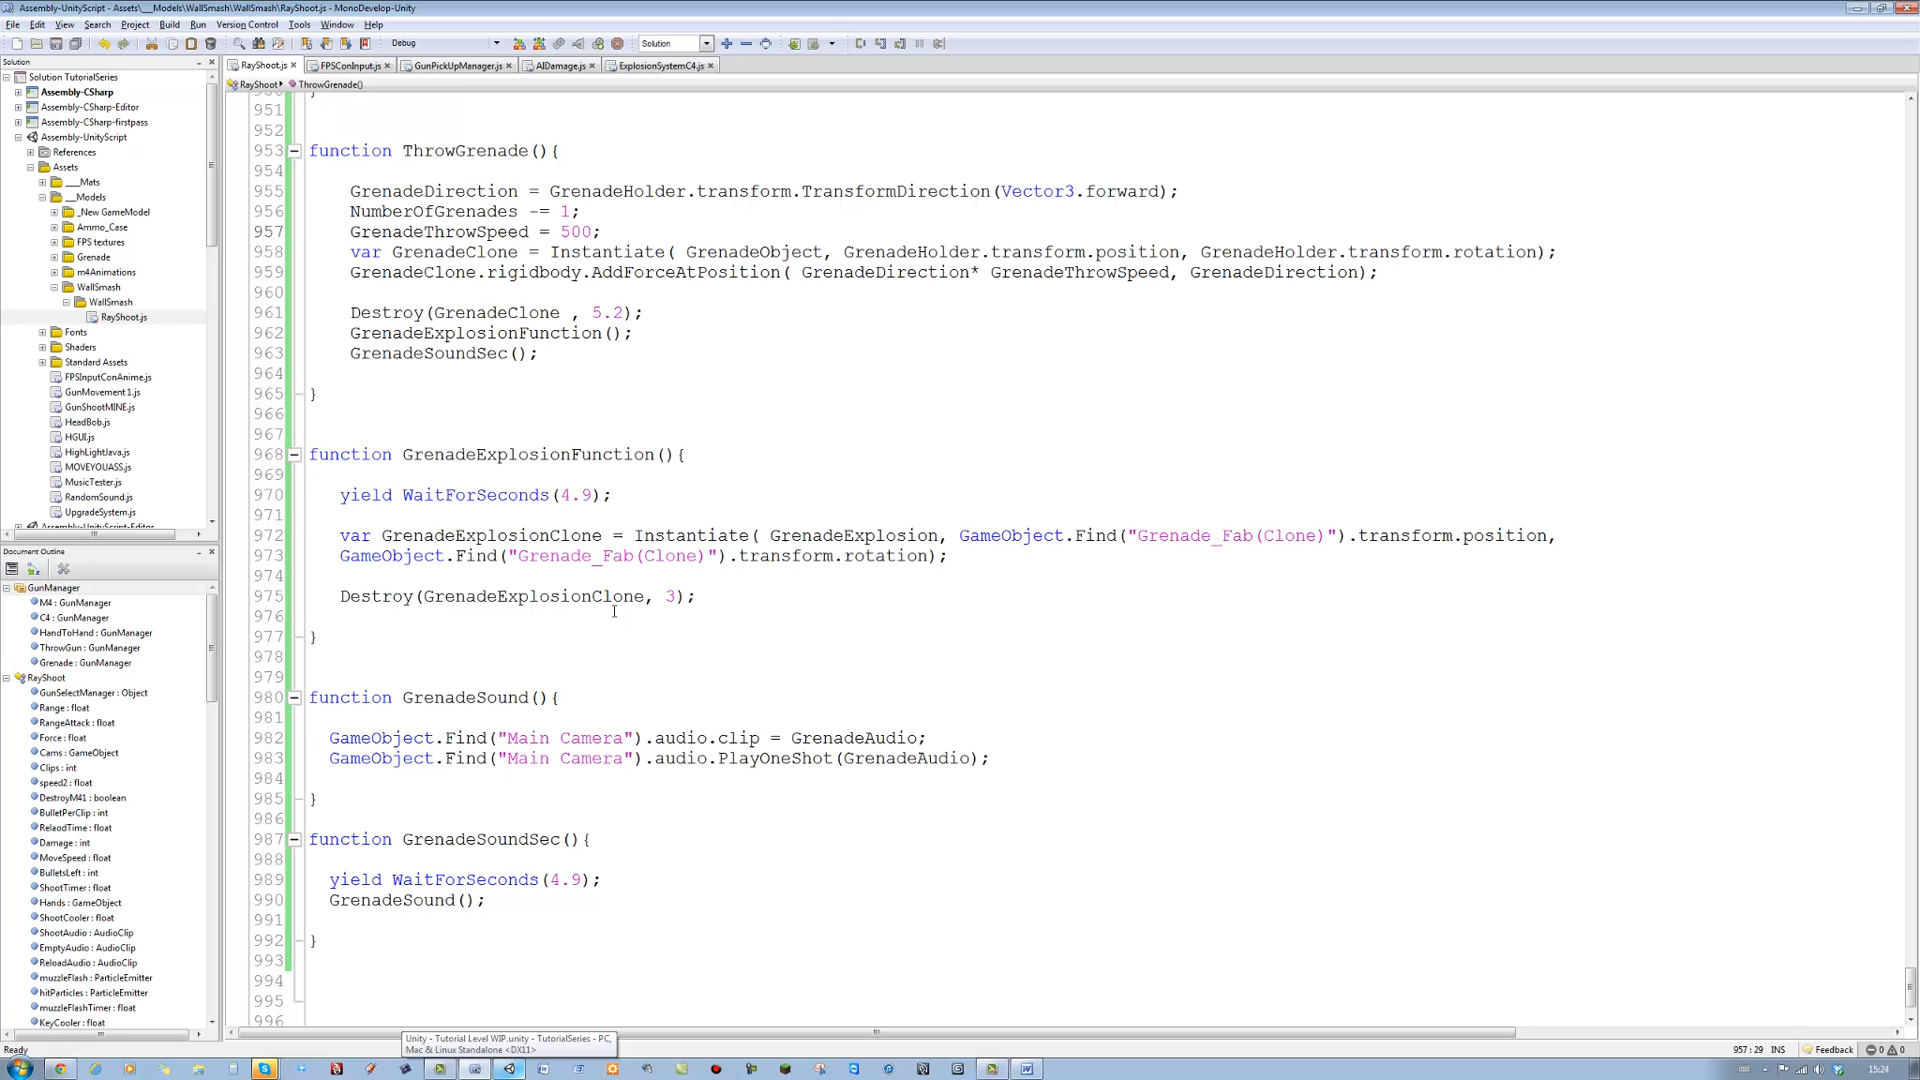 Assembly-UnityScript - Assets\__Models\WallSmash\WallSmash\RayShoot.js* - MonoDevelop-Unity
File Edit View Search Project Build Run Version Control Tools Window Help
Debug Solution
Solution
Solution TutorialSeries
Assembly-CSharp
Assembly-CSharp-Editor
Assembly-CSharp-firstpass
Assembly-UnityScript
References
Assets
___Mats
__Models
_New GameModel
Ammo_Case
FPS textures
Grenade
m4Animations
WallSmash
WallSmash
RayShoot.js
Fonts
Shaders
Standard Assets
FPSInputConAnime.js
GunMovement 1.js
GunShootMINE.js
HeadBob.js
HGUI.js
HighLightJava.js
MOVEYOUASS.js
MusicTester.js
RandomSound.js
UpgradeSystem.js
Assembly-UnityScript-Editor
Document Outline
GunManager
M4 : GunManager
C4 : GunManager
HandToHand : GunManager
ThrowGun : GunManager
Grenade : GunManager
RayShoot
GunSelectManager : Object
Range : float
RangeAttack : float
Force : float
Cams : GameObject
Clips : int
speed2 : float
DestroyM41 : boolean
BulletPerClip : int
RelaodTime : float
Damage : int
MoveSpeed : float
BulletsLeft : int
ShootTimer : float
Hands : GameObject
ShootCooler : float
ShootAudio : AudioClip
EmptyAudio : AudioClip
ReloadAudio : AudioClip
muzzleFlash : ParticleEmitter
hitParticles : ParticleEmitter
muzzleFlashTimer : float
KeyCooler : float
RayShoot.js FPSConInput.js GunPickUpManager.js AIDamage.js ExplosionSystemC4.js
RayShoot ThrowGrenade()
950 }
951
952
953 function ThrowGrenade(){
954
955 GrenadeDirection = GrenadeHolder.transform.TransformDirection(Vector3.forward);
956 NumberOfGrenades -= 1;
957 GrenadeThrowSpeed = 500;
958 var GrenadeClone = Instantiate( GrenadeObject, GrenadeHolder.transform.position, GrenadeHolder.transform.rotation);
959 GrenadeClone.rigidbody.AddForceAtPosition( GrenadeDirection* GrenadeThrowSpeed, GrenadeDirection);
960
961 Destroy(GrenadeClone , 5.2);
962 GrenadeExplosionFunction();
963 GrenadeSoundSec();
964
965 }
966
967
968 function GrenadeExplosionFunction(){
969
970 yield WaitForSeconds(4.9);
971
972 var GrenadeExplosionClone = Instantiate( GrenadeExplosion, GameObject.Find("Grenade_Fab(Clone)").transform.position,
973 GameObject.Find("Grenade_Fab(Clone)").transform.rotation);
974
975 Destroy(GrenadeExplosionClone, 3);
976
977 }
978
979
980 function GrenadeSound(){
981
982 GameObject.Find("Main Camera").audio.clip = GrenadeAudio;
983 GameObject.Find("Main Camera").audio.PlayOneShot(GrenadeAudio);
984
985 }
986
987 function GrenadeSoundSec(){
988
989 yield WaitForSeconds(4.9);
990 GrenadeSound();
991
992 }
993
994
995
996
Unity - Tutorial Level WIP.unity - TutorialSeries - PC,
Mac & Linux Standalone <DX11>
Ready 957 : 29 INS Feedback 0 0
15:24